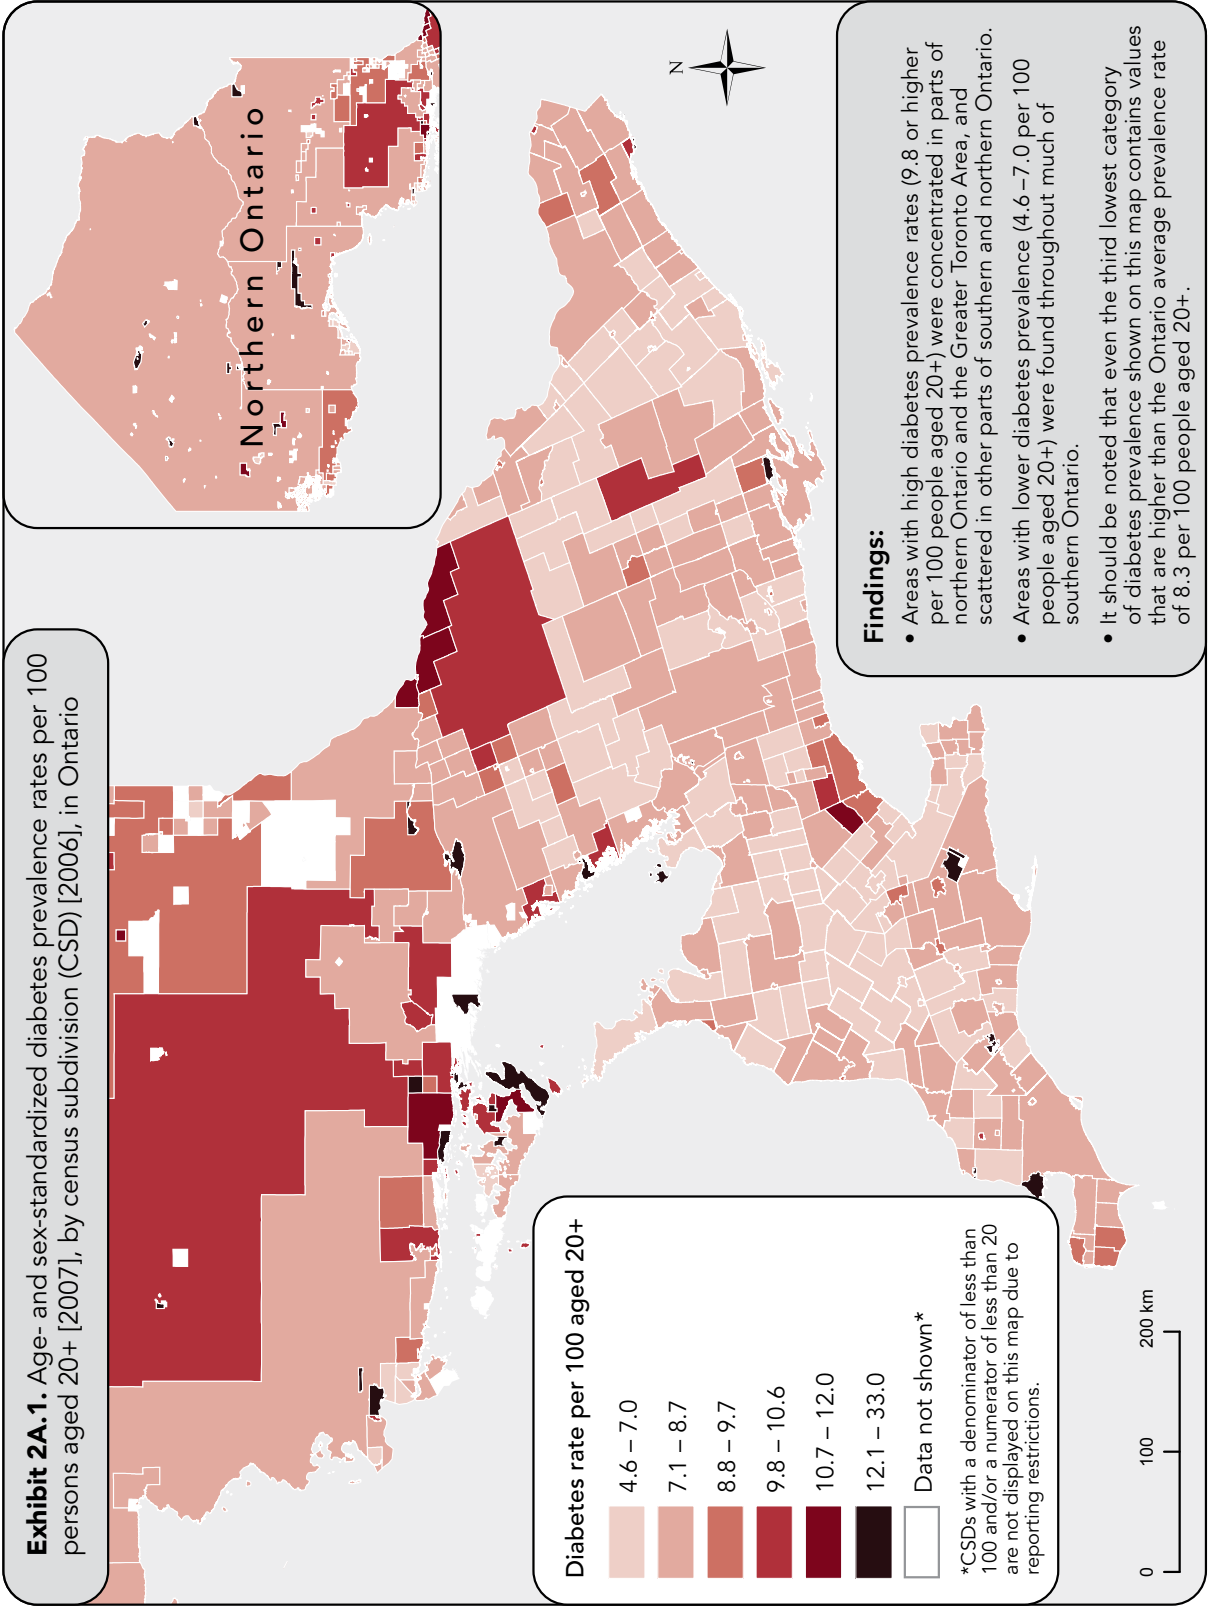 Exhibit 2A.1. Age- and sex-standardized diabetes prevalence rates per 100
persons aged 20+ [2007], by census subdivision (CSD) [2006], in Ontario
Northern Ontario
N
Diabetes rate per 100 aged 20+
4.6 – 7.0
7.1 – 8.7
8.8 – 9.7
9.8 – 10.6
10.7 – 12.0
12.1 – 33.0
Data not shown*
*CSDs with a denominator of less than
100 and/or a numerator of less than 20
are not displayed on this map due to
reporting restrictions.
0 100 200 km
Findings:
• Areas with high diabetes prevalence rates (9.8 or higher
per 100 people aged 20+) were concentrated in parts of
northern Ontario and the Greater Toronto Area, and
scattered in other parts of southern and northern Ontario.
• Areas with lower diabetes prevalence (4.6–7.0 per 100
people aged 20+) were found throughout much of
southern Ontario.
• It should be noted that even the third lowest category
of diabetes prevalence shown on this map contains values
that are higher than the Ontario average prevalence rate
of 8.3 per 100 people aged 20+.